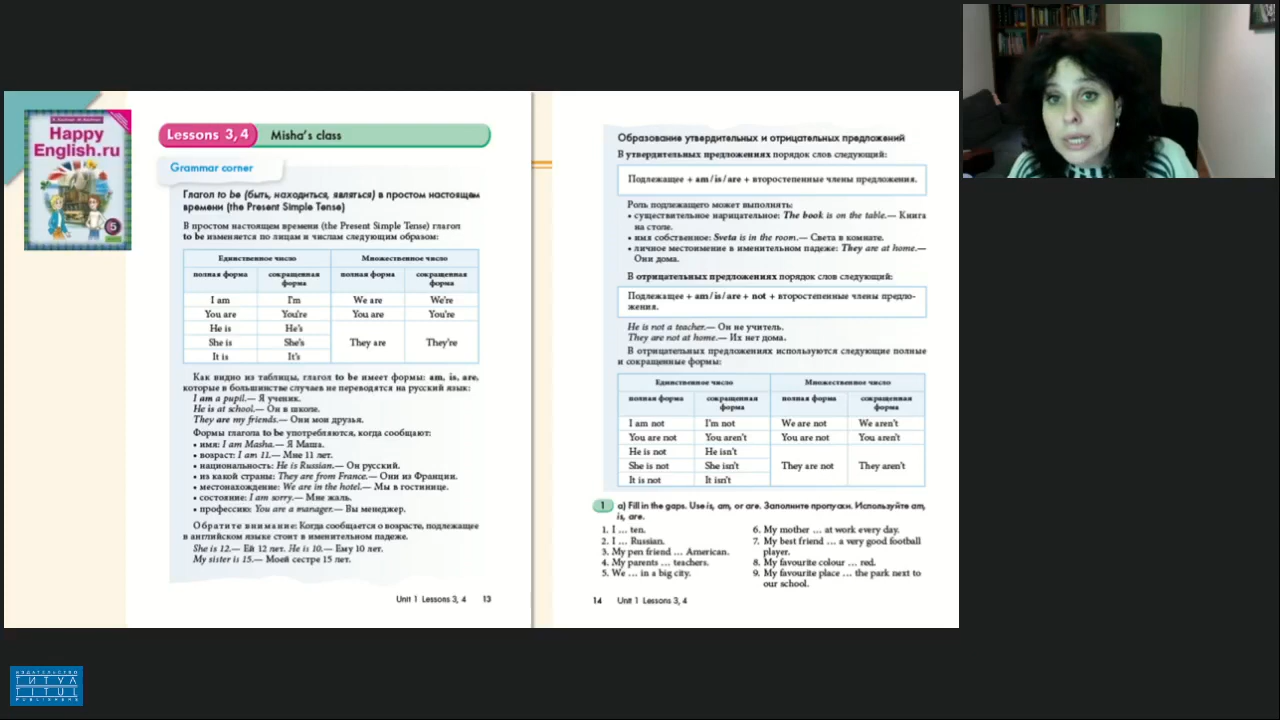 Happy
English.ru
5
Lessons 3, 4 Misha's class
Grammar corner
Глагол to be (быть, находиться, являться) в простом настоящем
времени (the Present Simple Tense)
В простом настоящем времени (the Present Simple Tense) глагол
to be изменяется по лицам и числам следующим образом:
Единственное число Множественное число
полная форма сокращенная форма полная форма сокращенная форма
I am I'm We are We're
You are You're You are You're
He is He's
She is She's They are They're
It is It's
Как видно из таблицы, глагол to be имеет формы: am, is, are,
которые в большинстве случаев не переводятся на русский язык:
I am a pupil.— Я ученик.
He is at school.— Он в школе.
They are my friends.— Они мои друзья.
Формы глагола to be употребляются, когда сообщают:
• имя: I am Masha.— Я Маша.
• возраст: I am 11.— Мне 11 лет.
• национальность: He is Russian.— Он русский.
• из какой страны: They are from France.— Они из Франции.
• местонахождение: We are in the hotel.— Мы в гостинице.
• состояние: I am sorry.— Мне жаль.
• профессию: You are a manager.— Вы менеджер.
Обратите внимание: Когда сообщается о возрасте, подлежащее
в английском языке стоит в именительном падеже.
She is 12.— Ей 12 лет. He is 10.— Ему 10 лет.
My sister is 15.— Моей сестре 15 лет.
Unit 1 Lessons 3, 4 13
Образование утвердительных и отрицательных предложений
В утвердительных предложениях порядок слов следующий:
Подлежащее + am/is/are + второстепенные члены предложения.
Роль подлежащего может выполнять:
• существительное нарицательное: The book is on the table.— Книга
на столе.
• имя собственное: Sveta is in the room.— Света в комнате.
• личное местоимение в именительном падеже: They are at home.—
Они дома.
В отрицательных предложениях порядок слов следующий:
Подлежащее + am/is/are + not + второстепенные члены предло-
жения.
He is not a teacher.— Он не учитель.
They are not at home.— Их нет дома.
В отрицательных предложениях используются следующие полные
и сокращенные формы:
Единственное число Множественное число
полная форма сокращенная форма полная форма сокращенная форма
I am not I'm not We are not We aren't
You are not You aren't You are not You aren't
He is not He isn't
She is not She isn't They are not They aren't
It is not It isn't
1 a) Fill in the gaps. Use is, am, or are. Заполните пропуски. Используйте am,
is, are.
1. I ... ten.
2. I ... Russian.
3. My pen friend ... American.
4. My parents ... teachers.
5. We ... in a big city.
6. My mother ... at work every day.
7. My best friend ... a very good football
player.
8. My favourite colour ... red.
9. My favourite place ... the park next to
our school.
14 Unit 1 Lessons 3, 4
ИЗДАТЕЛЬСТВО
ТИТУЛ
TITUL
PUBLISHERS